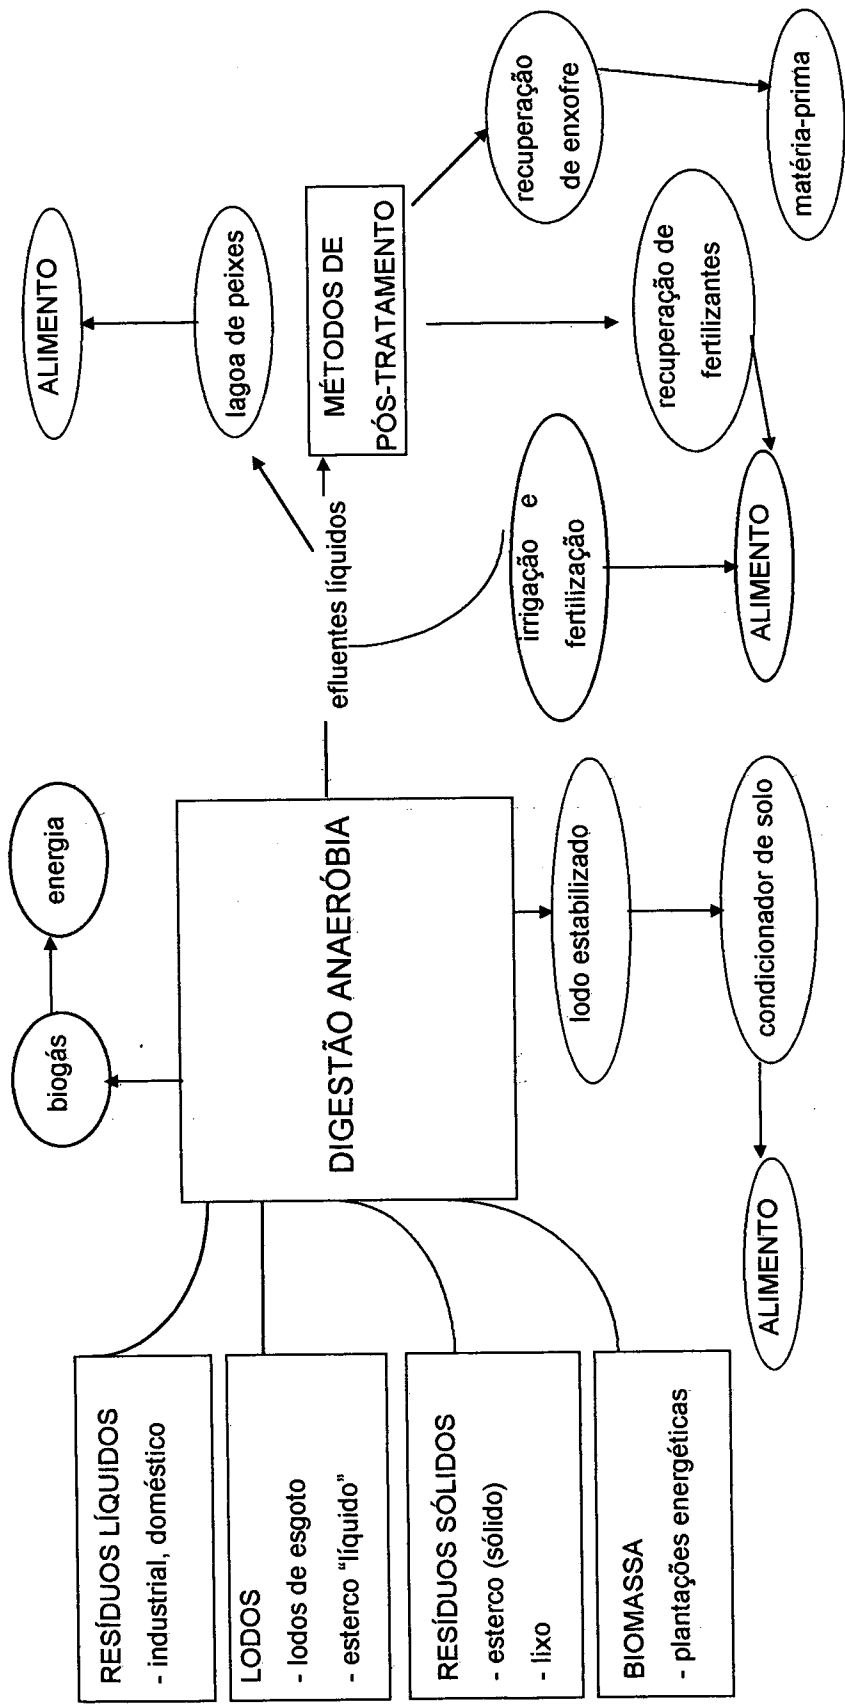 RESÍDUOS LÍQUIDOS
- industrial, doméstico
LODOS
- lodos de esgoto
- esterco “líquido”
RESÍDUOS SÓLIDOS
- esterco (sólido)
- lixo
BIOMASSA
- plantações energéticas
DIGESTÃO ANAERÓBIA
biogás
energia
lodo estabilizado
condicionador de solo
ALIMENTO
efluentes líquidos
lagoa de peixes
ALIMENTO
irrigação e
fertilização
ALIMENTO
MÉTODOS DE
PÓS-TRATAMENTO
recuperação de
fertilizantes
recuperação
de enxofre
matéria-prima